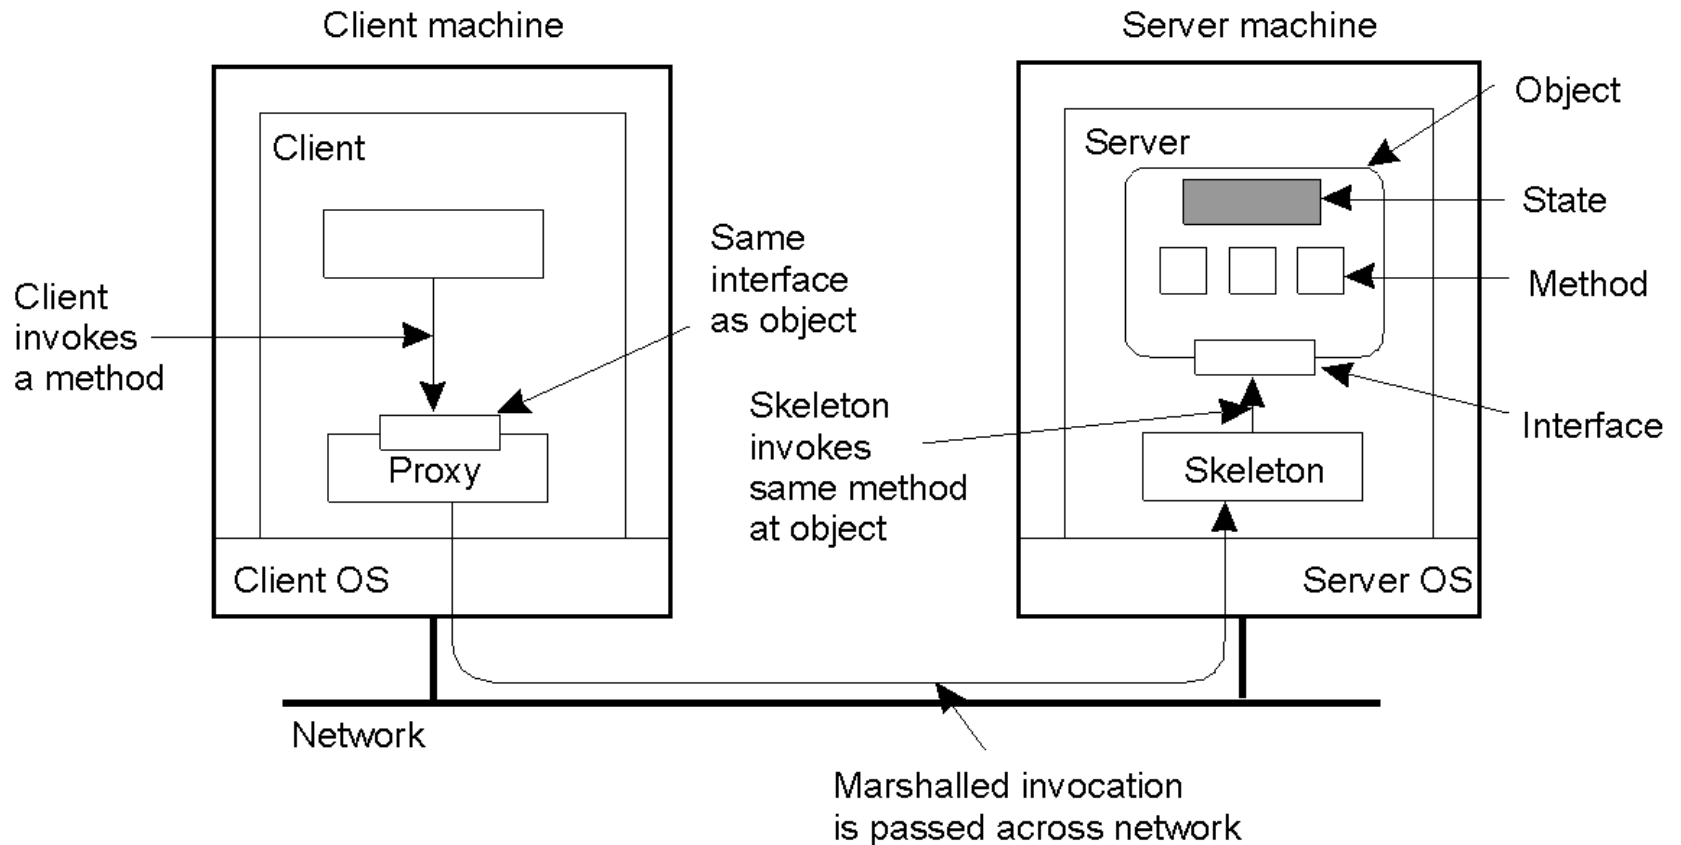 Client machine
Server machine
Object
Client
Server
State
Same
interface
as object
Method
Client
invokes
a method
Skeleton
invokes
same method
at object
Interface
Proxy
Skeleton
Client OS
Server OS
Network
Marshalled invocation
is passed across network